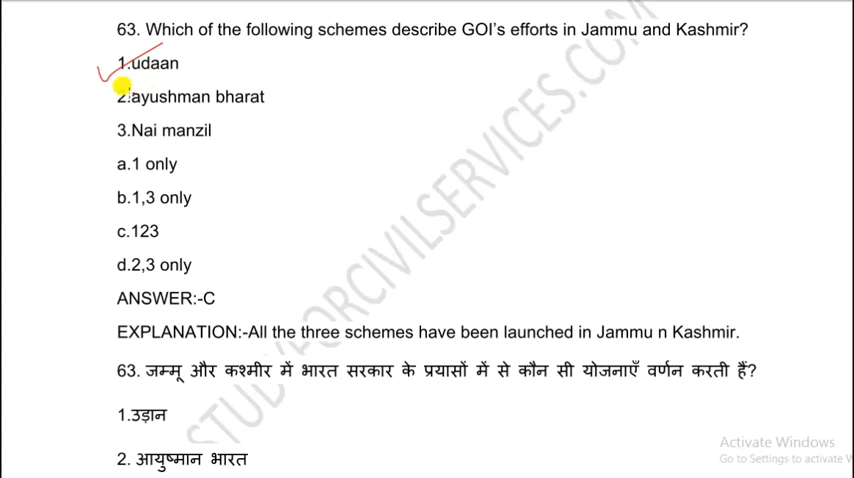 63. Which of the following schemes describe GOI's efforts in Jammu and Kashmir?
1.udaan
2.ayushman bharat
3.Nai manzil
a.1 only
b.1,3 only
c.123
d.2,3 only
ANSWER:-C
EXPLANATION:-All the three schemes have been launched in Jammu n Kashmir.
63. जम्मू और कश्मीर में भारत सरकार के प्रयासों में से कौन सी योजनाएँ वर्णन करती हैं?
1.उड़ान
2. आयुष्मान भारत
STUDYFORCIVILSERVICES.COM
Activate Windows
Go to Settings to activate W